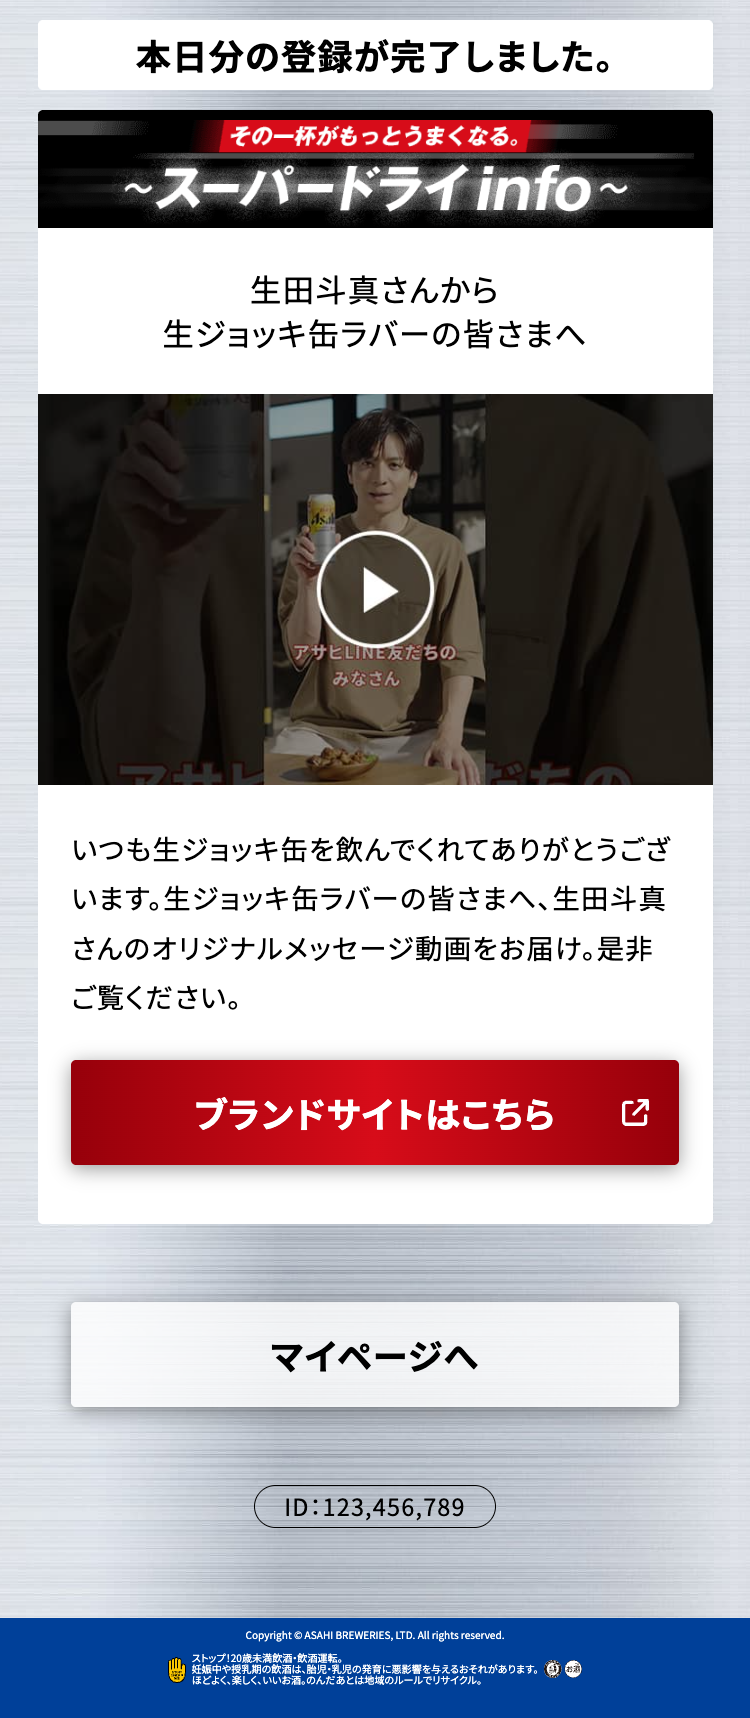 本日分の登録が完了しました。
その一杯がもっとうまくなる。
～スーパードライ info～
生田斗真さんから
生ジョッキ缶ラバーの皆さまへ
Asahi
アサヒLINE友だちの
みなさん
いつも生ジョッキ缶を飲んでくれてありがとうござ
います。生ジョッキ缶ラバーの皆さまへ、生田斗真
さんのオリジナルメッセージ動画をお届け。是非
ご覧ください。
ブランドサイトはこちら
マイページへ
ID：123,456,789
Copyright © ASAHI BREWERIES, LTD. All rights reserved.
ストップ！20歳未満飲酒・飲酒運転。
妊娠中や授乳期の飲酒は、胎児・乳児の発育に悪影響を与えるおそれがあります。
ほどよく、楽しく、いいお酒。のんだあとは地域のルールでリサイクル。
お酒